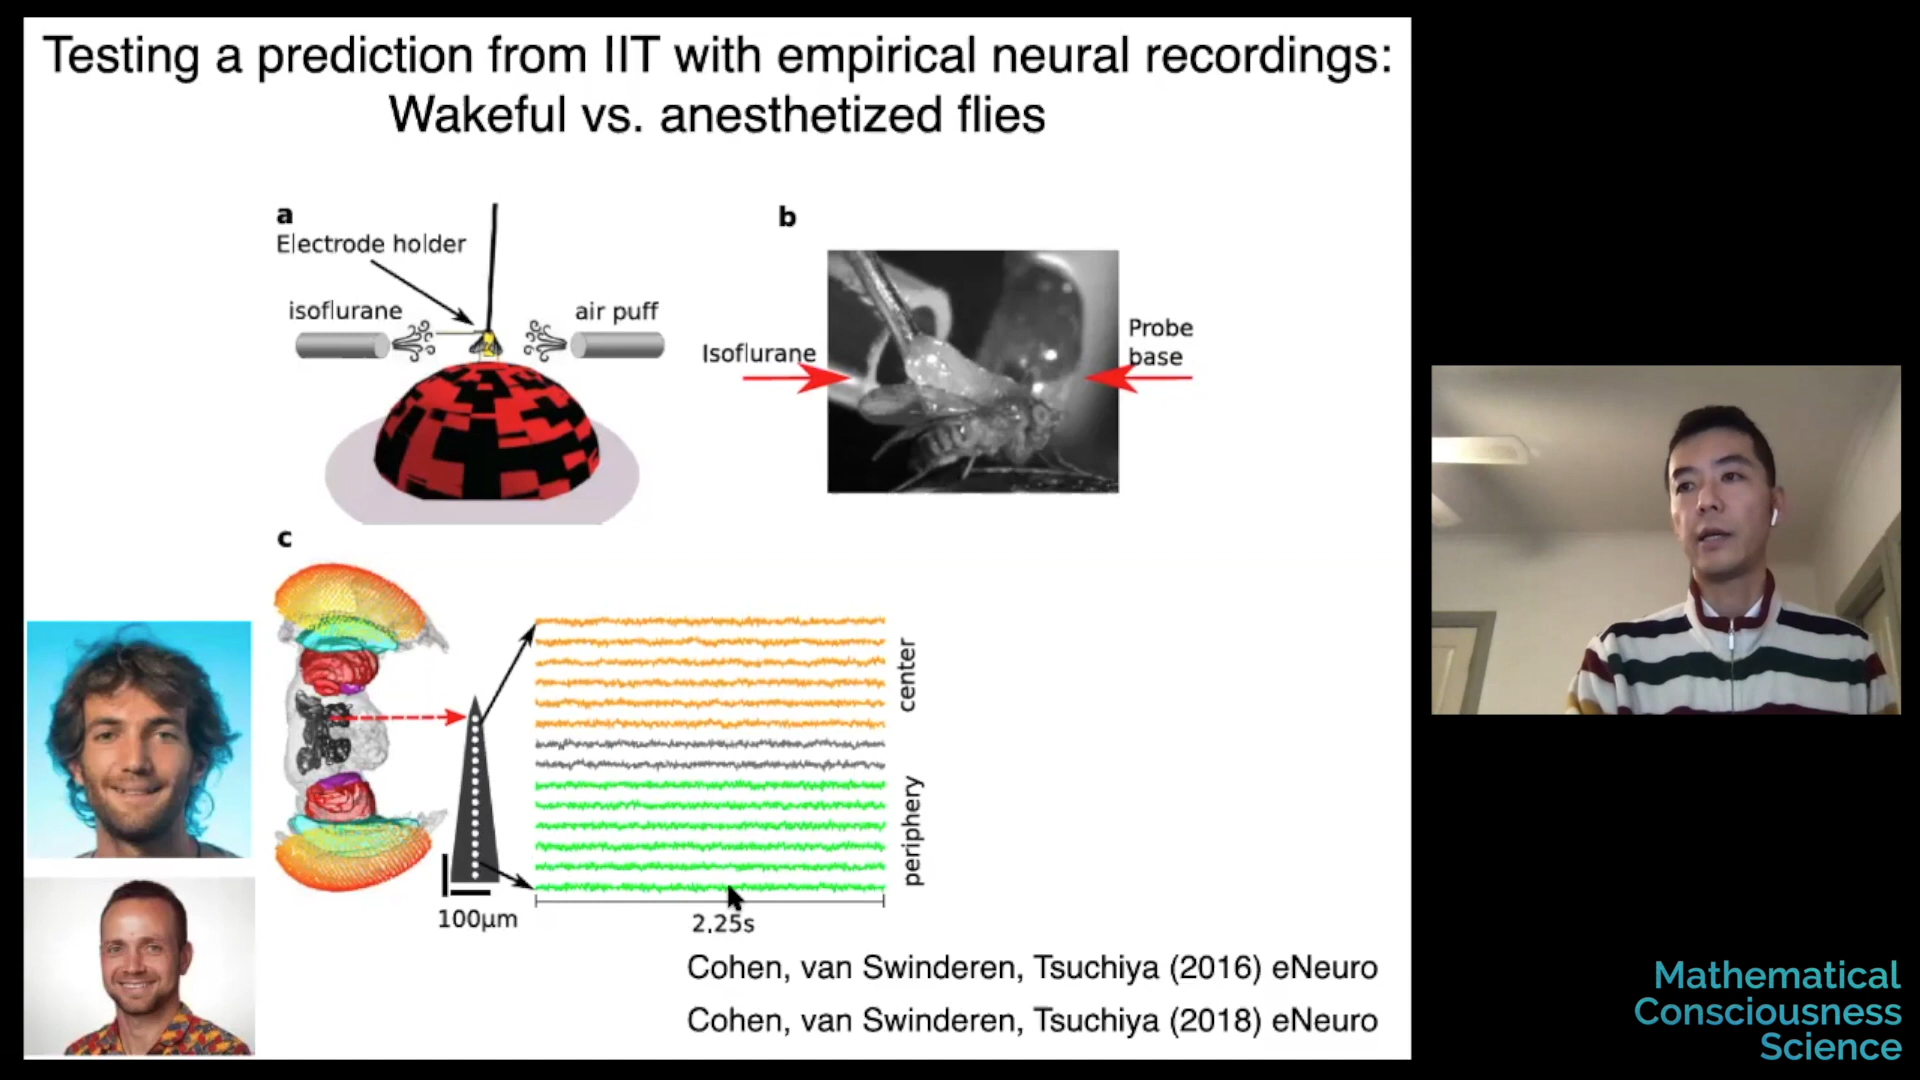 Testing a prediction from IIT with empirical neural recordings:
Wakeful vs. anesthetized flies
a
Electrode holder
isoflurane
air puff
b
Isoflurane
Probe
base
c
center
periphery
100µm
2.25s
Cohen, van Swinderen, Tsuchiya (2016) eNeuro
Cohen, van Swinderen, Tsuchiya (2018) eNeuro
Mathematical
Consciousness
Science